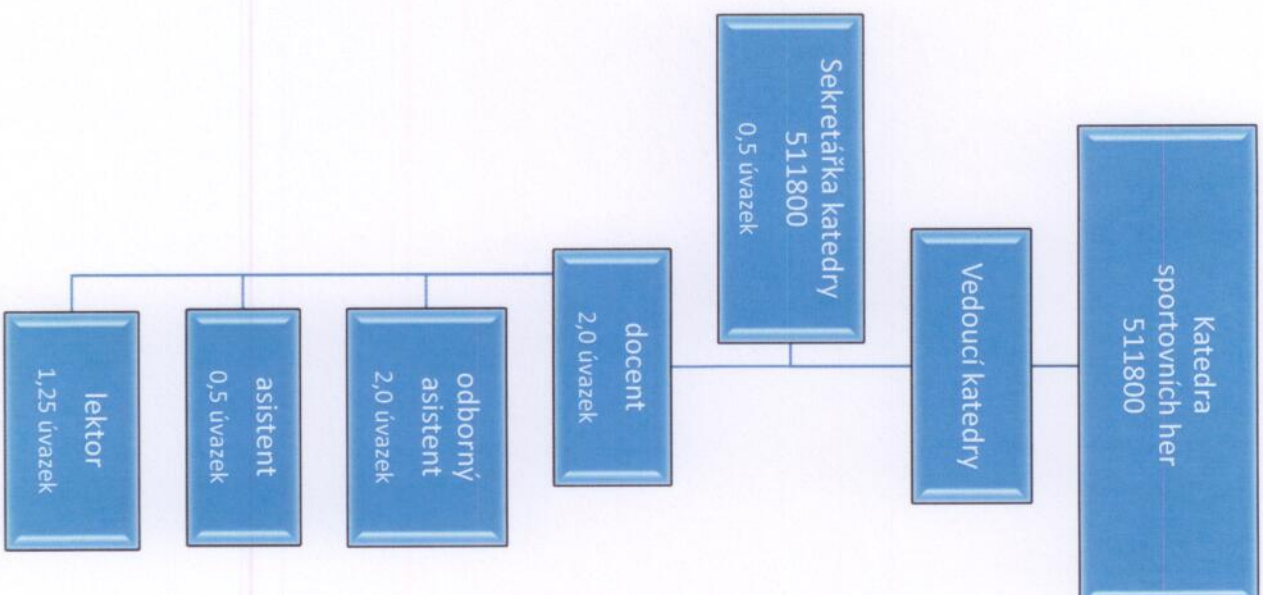 Katedra
sportovních her
511800
Vedoucí katedry
Sekretářka katedry
511800
0,5 úvazek
docent
2,0 úvazek
odborný
asistent
2,0 úvazek
asistent
0,5 úvazek
lektor
1,25 úvazek